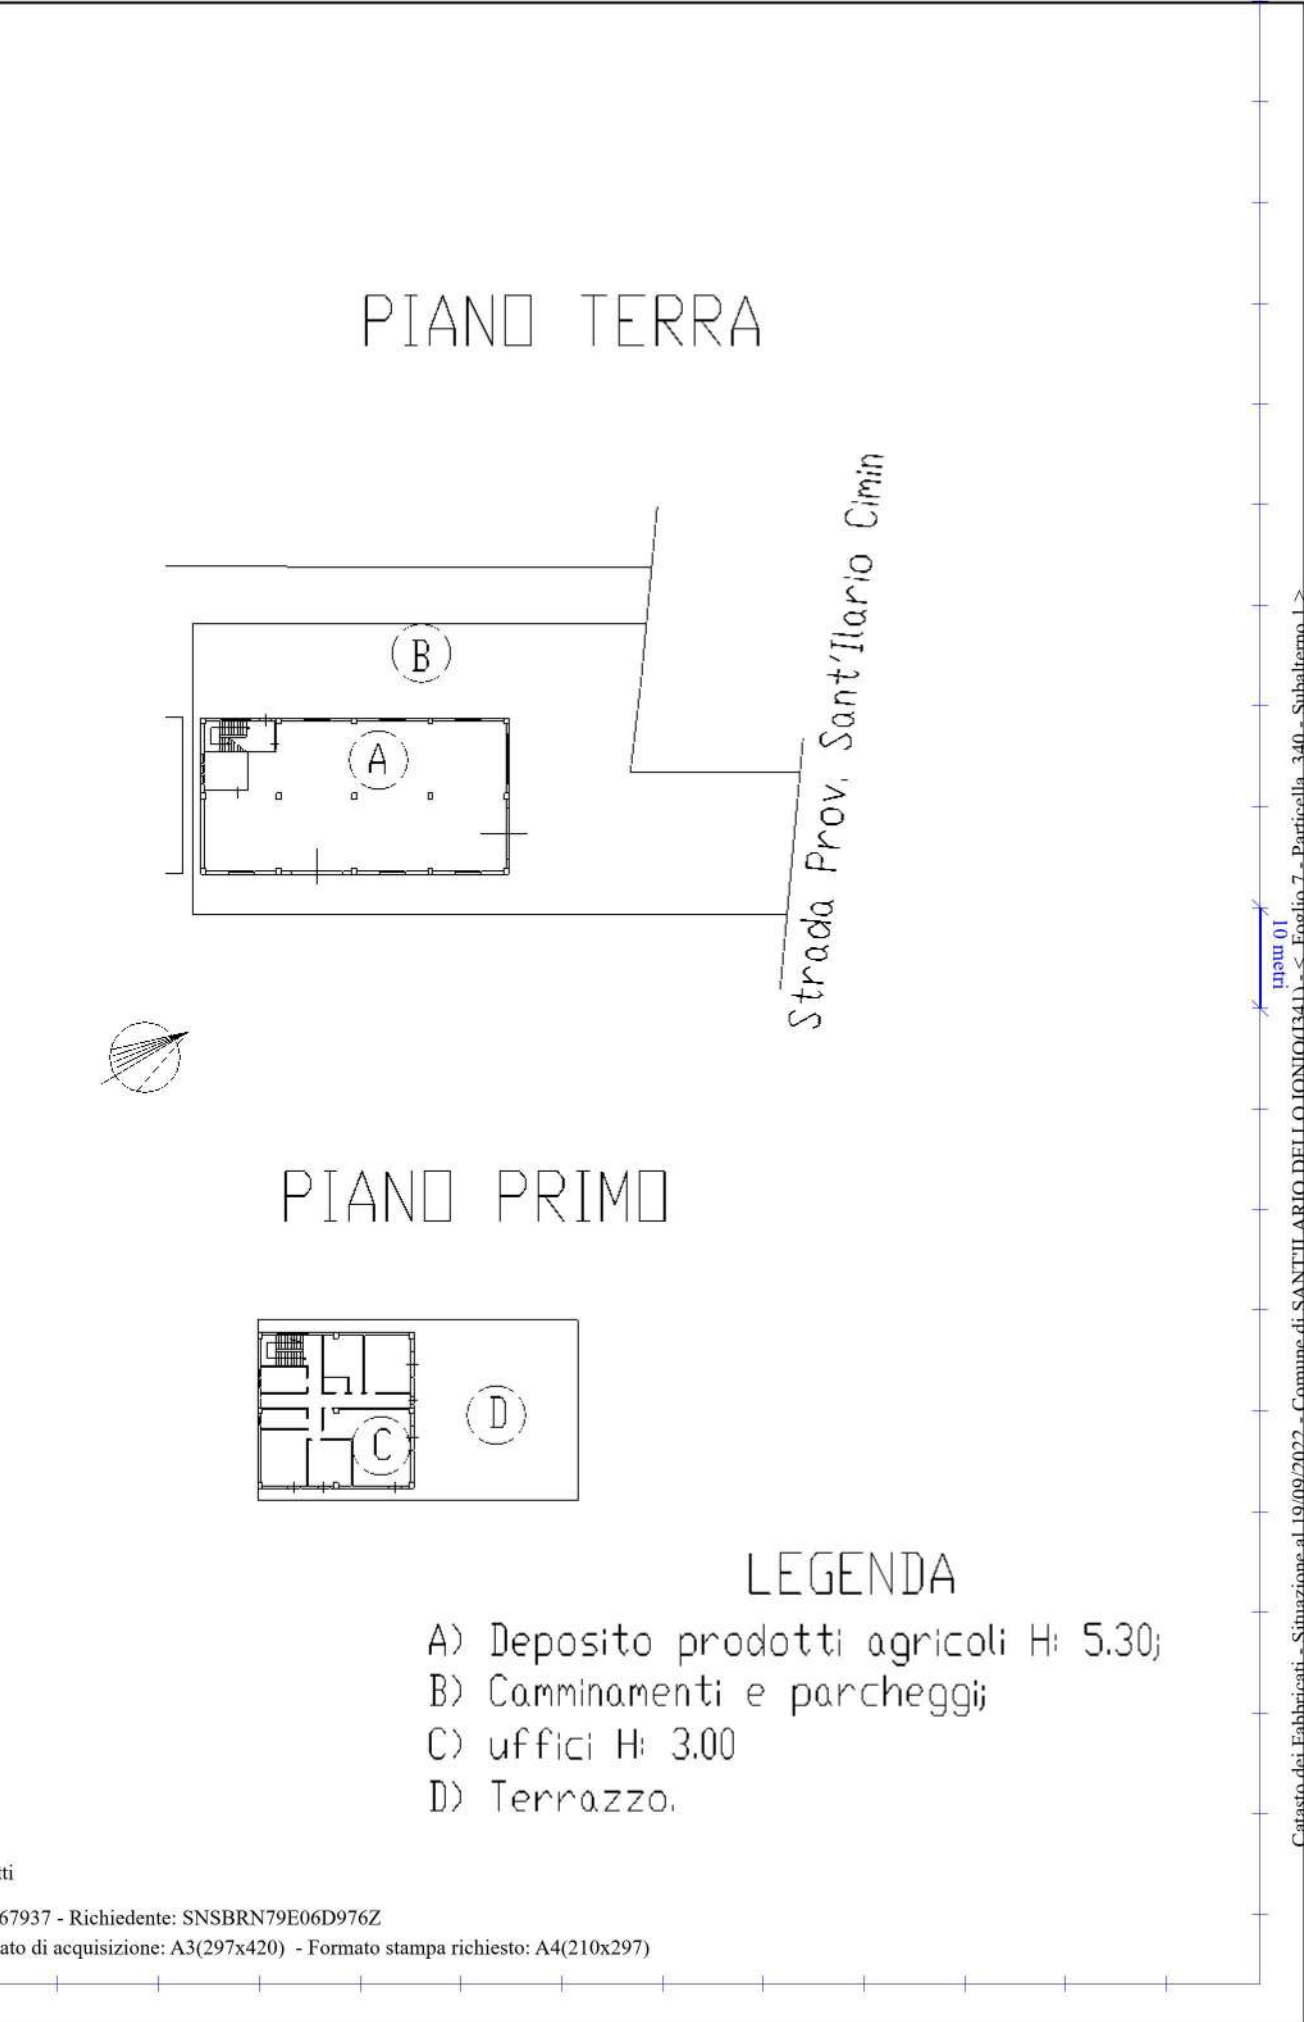 PIANO TERRA
B
A
Strada Prov. Sant'Ilario Cimin
10 metri
Catasto dei Fabbricati - Situazione al 19/09/2022 - Comune di SANT'ILARIO DELLO IONIO(I341) - < Foglio 7 - Particella 340 - Subalterno 1 >
PIANO PRIMO
C
D
LEGENDA
A) Deposito prodotti agricoli H: 5.30;
B) Camminamenti e parcheggi;
C) uffici H: 3.00
D) Terrazzo.
tti
67937 - Richiedente: SNSBRN79E06D976Z
ato di acquisizione: A3(297x420) - Formato stampa richiesto: A4(210x297)